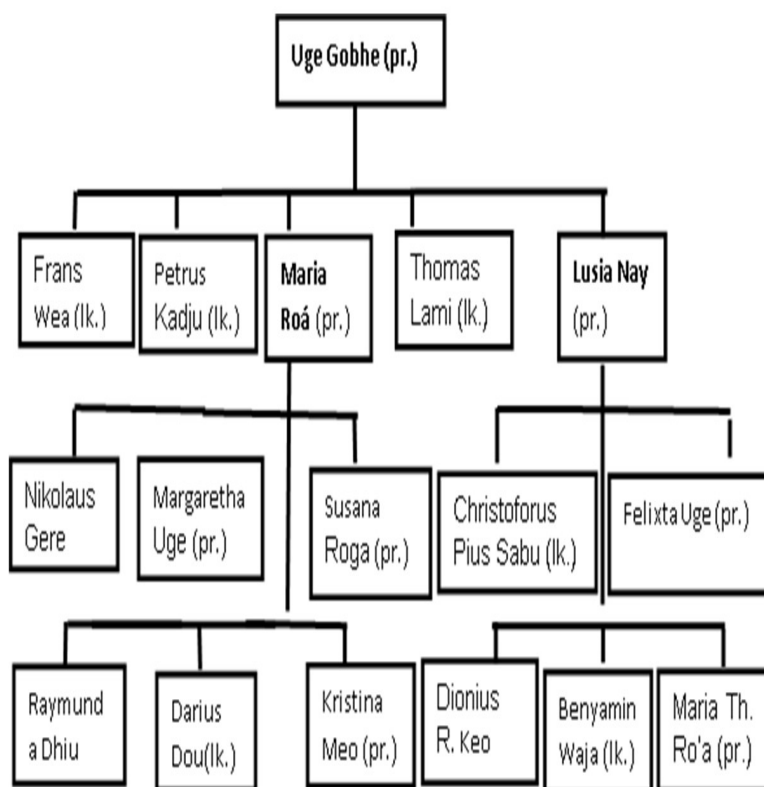 Uge Gobhe (pr.)
Frans
Wea (lk.)
Petrus
Kadju (lk.)
Maria
Roá (pr.)
Thomas
Lami (lk.)
Lusia Nay
(pr.)
Nikolaus
Gere
Margaretha
Uge (pr.)
Susana
Roga (pr.)
Christoforus
Pius Sabu (lk.)
Felixta Uge (pr.)
Raymund
a Dhiu
Darius
Dou(lk.)
Kristina
Meo (pr.)
Dionius
R. Keo
Benyamin
Waja (lk.)
Maria Th.
Ro'a (pr.)